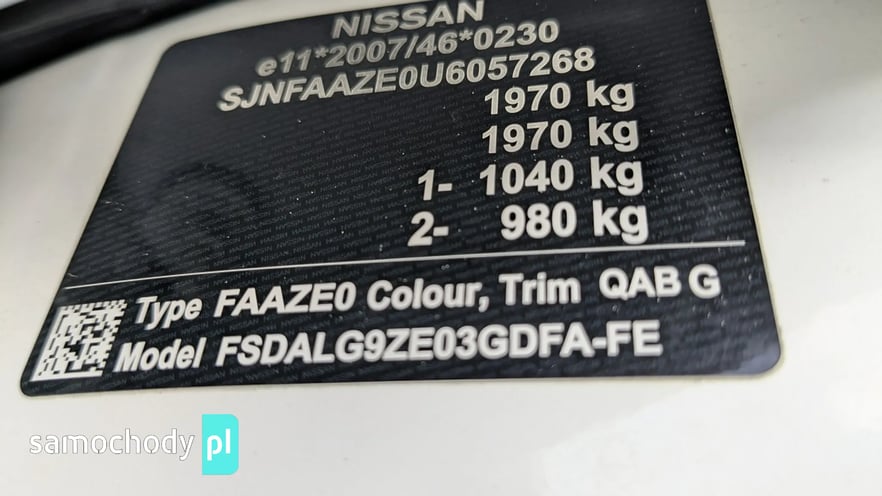 NISSAN
e11*2007/46*0230
SJNFAAZE0U6057268
1970 kg
1970 kg
1- 1040 kg
2- 980 kg
Type FAAZE0 Colour, Trim QAB G
Model FSDALG9ZE03GDFA-FE
samochody pl